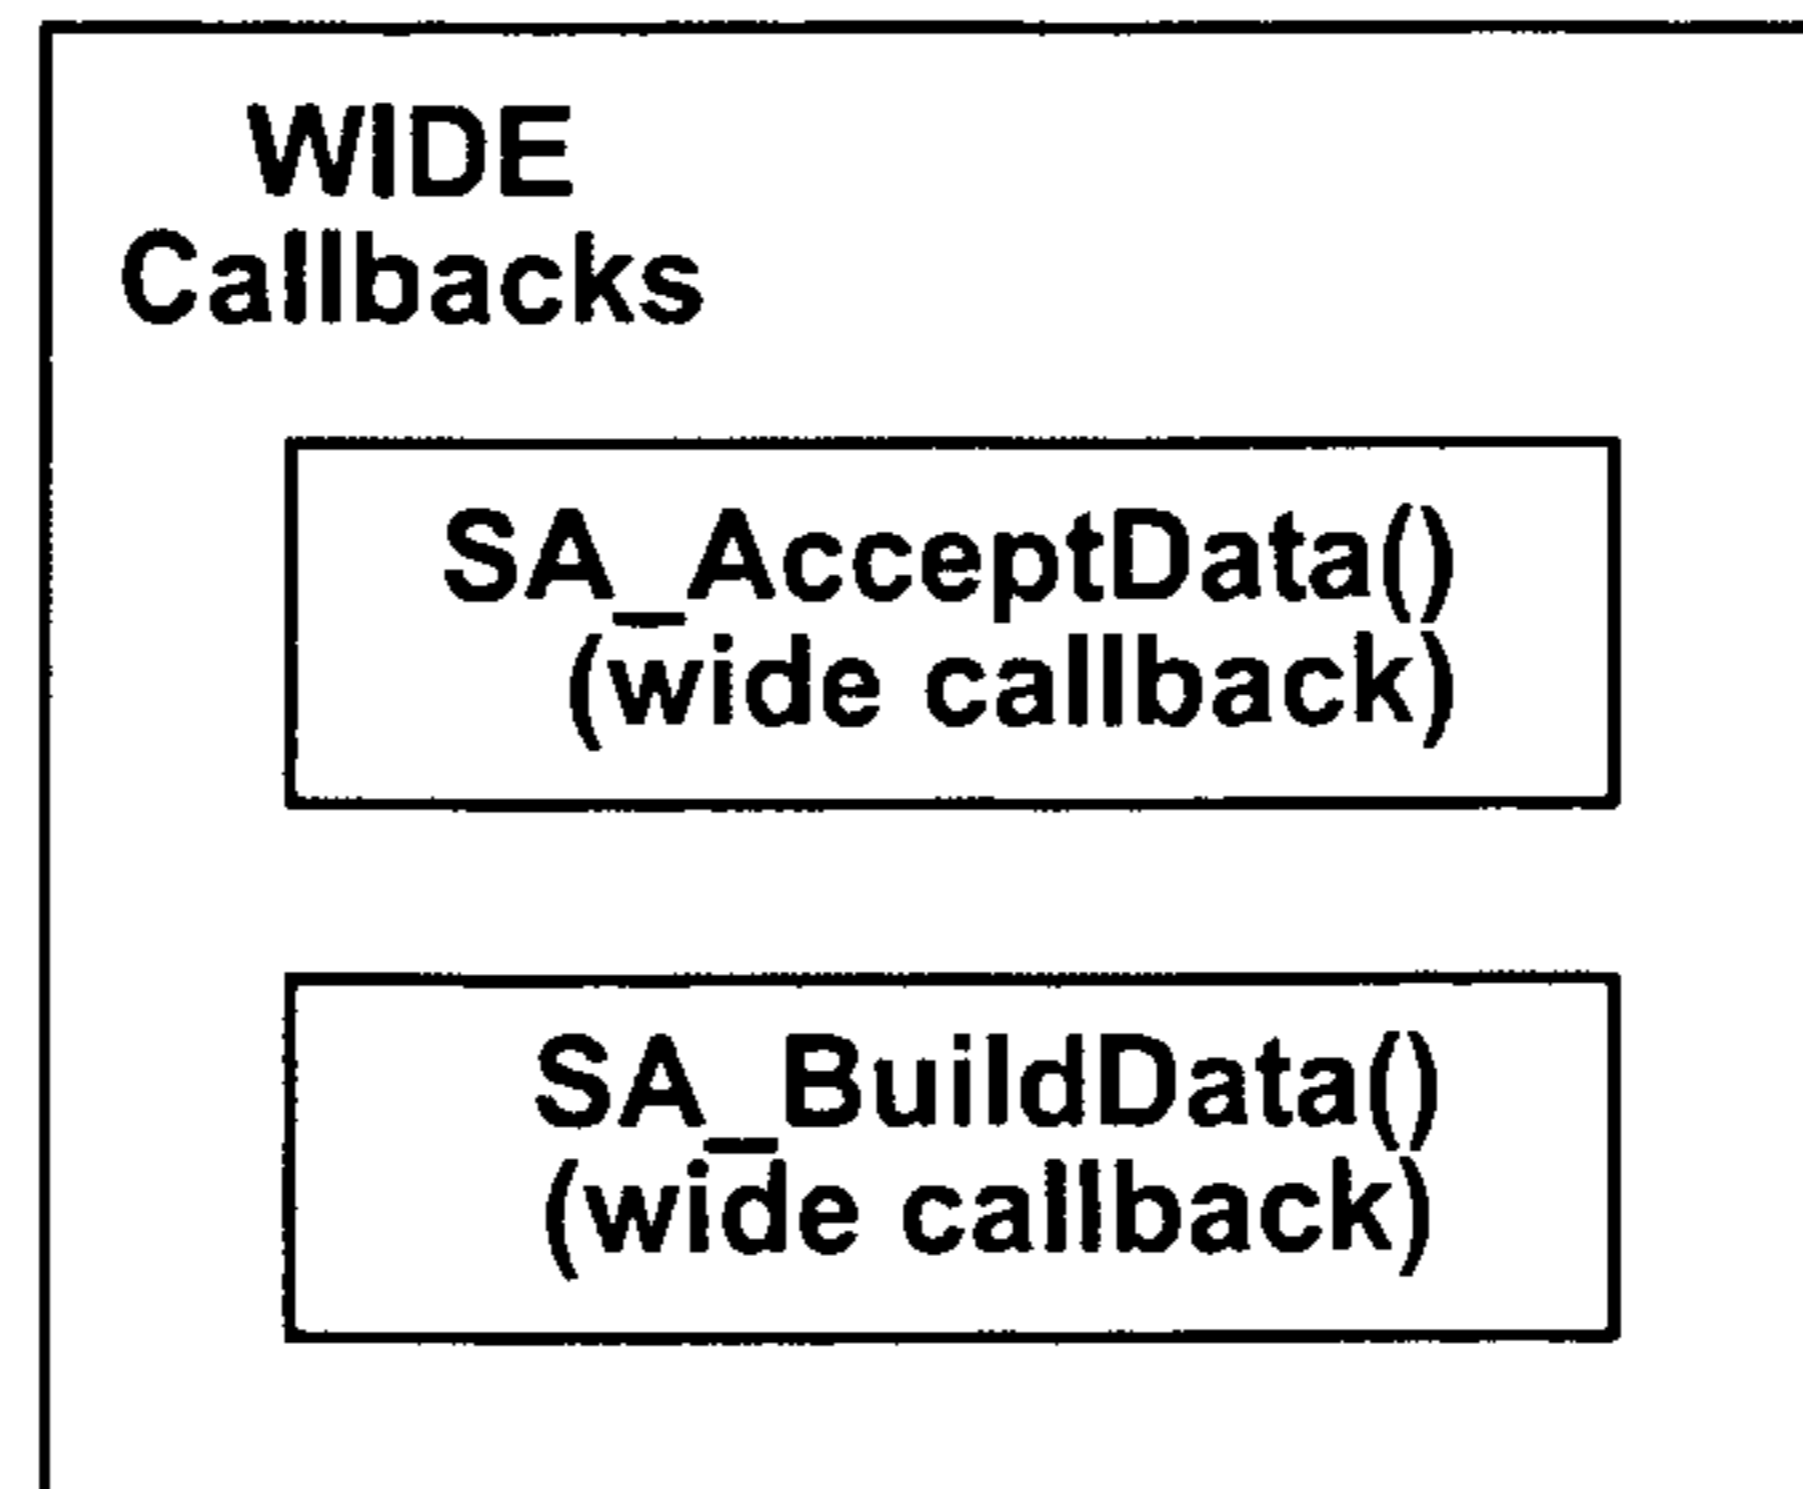 WIDE
Callbacks
SA_AcceptData()
(wide callback)
SA_BuildData()
(wide callback)